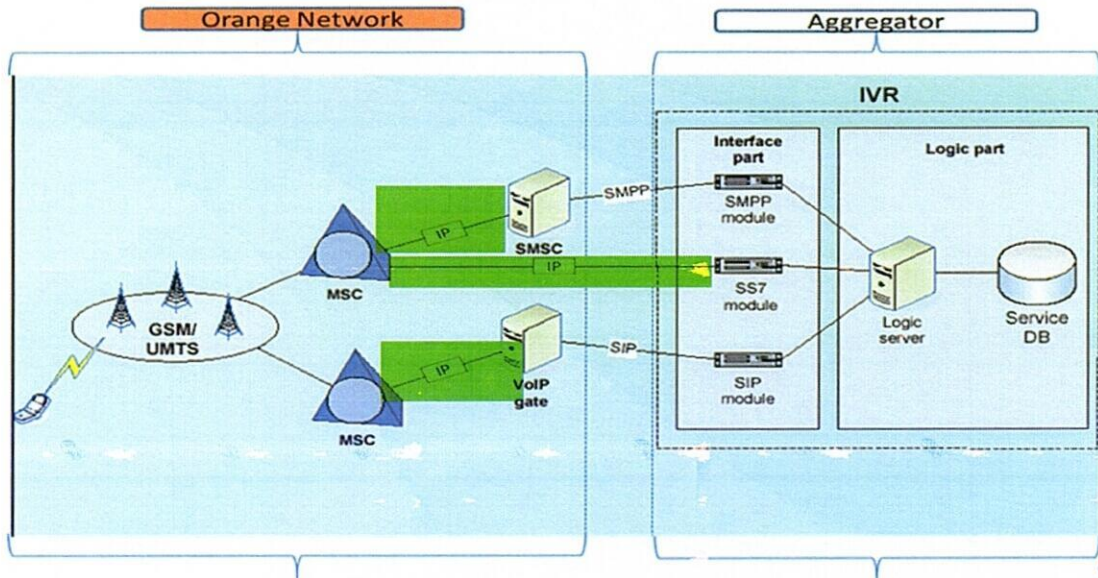 Orange Network
Aggregator
IVR
Interface
part
Logic part
SMPP
SMPP
module
IP
SMSC
IP
MSC
SS7
module
Logic
server
Service
DB
GSM/
UMTS
SIP
IP
VoIP
gate
SIP
module
MSC